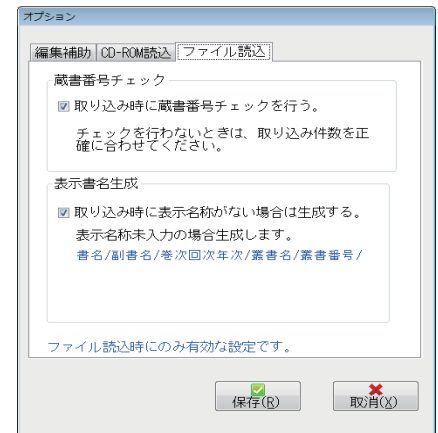 オプション
編集補助 CD-ROM読込 ファイル読込
蔵書番号チェック
取り込み時に蔵書番号チェックを行う。
チェックを行わないときは、取り込み件数を正
確に合わせてください。
表示書名生成
取り込み時に表示名称がない場合は生成する。
表示名称未入力の場合生成します。
書名/副書名/巻次回次年次/叢書名/叢書番号/
ファイル読込時にのみ有効な設定です。
保存(R) 取消(X)